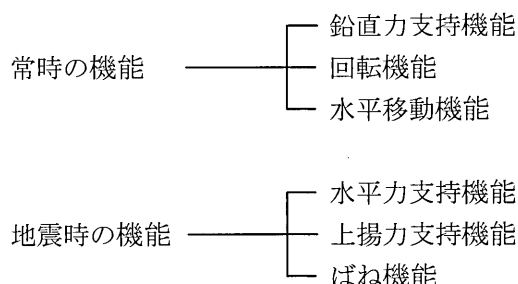 鉛直力支持機能
常時の機能
回転機能
水平移動機能
水平力支持機能
地震時の機能
上揚力支持機能
ばね機能